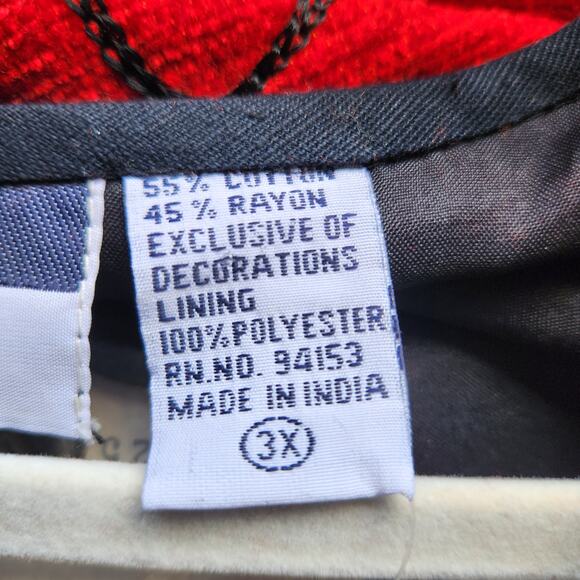 55% COTTON
45% RAYON
EXCLUSIVE OF
DECORATIONS
LINING
100% POLYESTER
RN.NO. 94153
MADE IN INDIA
3X